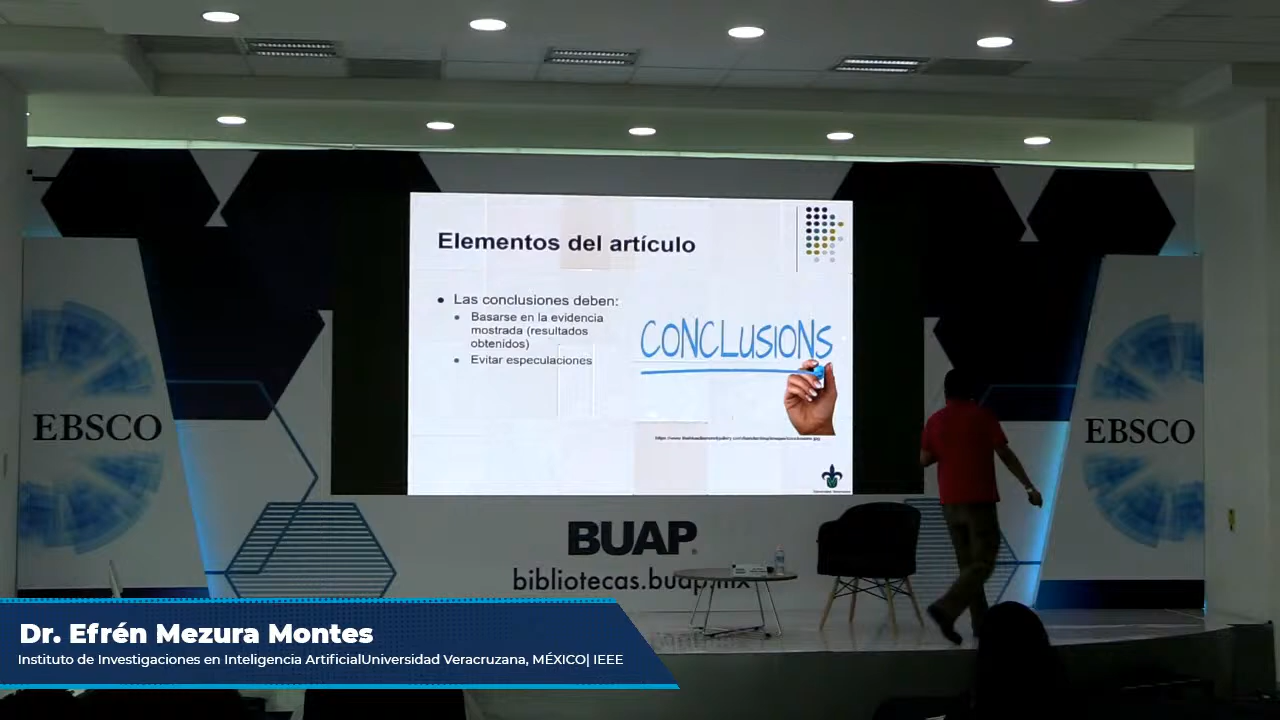 Elementos del artículo
Las conclusiones deben:
Basarse en la evidencia
mostrada (resultados
obtenidos)
Evitar especulaciones
CONCLUSIONS
EBSCO
EBSCO
BUAP
bibliotecas.buap.mx
Dr. Efrén Mezura Montes
Instituto de Investigaciones en Inteligencia ArtificialUniversidad Veracruzana, MÉXICO| IEEE